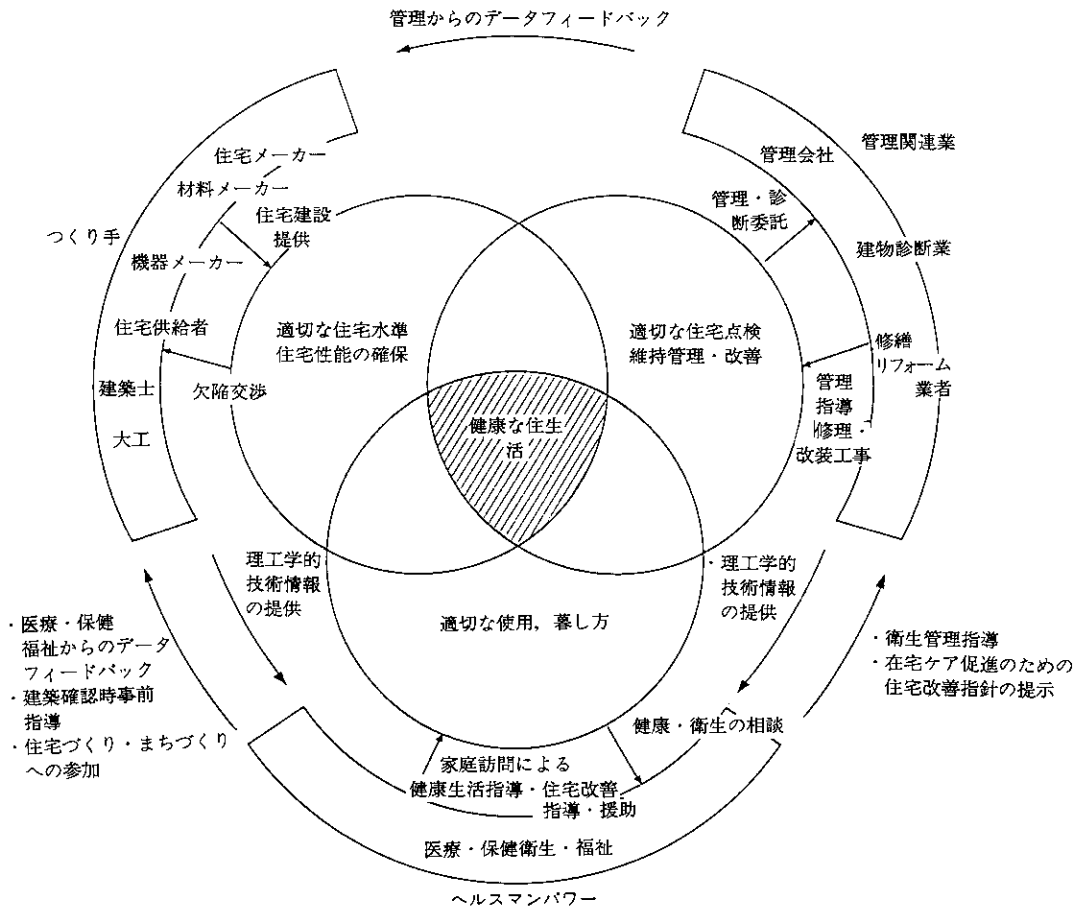 管理からのデータフィードバック
住宅メーカー
材料メーカー
住宅建設
提供
つくり手
機器メーカー
住宅供給者
建築士
欠陥交渉
大工
適切な住宅水準
住宅性能の確保
管理会社
管理関連業
管理・診
断委託
建物診断業
適切な住宅点検
維持管理・改善
修繕
リフォーム
業者
管理
指導
修理・
改装工事
健康な住生
活
理工学的
技術情報
の提供
・理工学的
技術情報
の提供
適切な使用，暮し方
・医療・保健
福祉からのデータ
フィードバック
・建築確認時事前
指導
・住宅づくり・まちづくり
への参加
・衛生管理指導
・在宅ケア促進のための
住宅改善指針の提示
健康・衛生の相談
家庭訪問による
健康生活指導・住宅改善
指導・援助
医療・保健衛生・福祉
ヘルスマンパワー